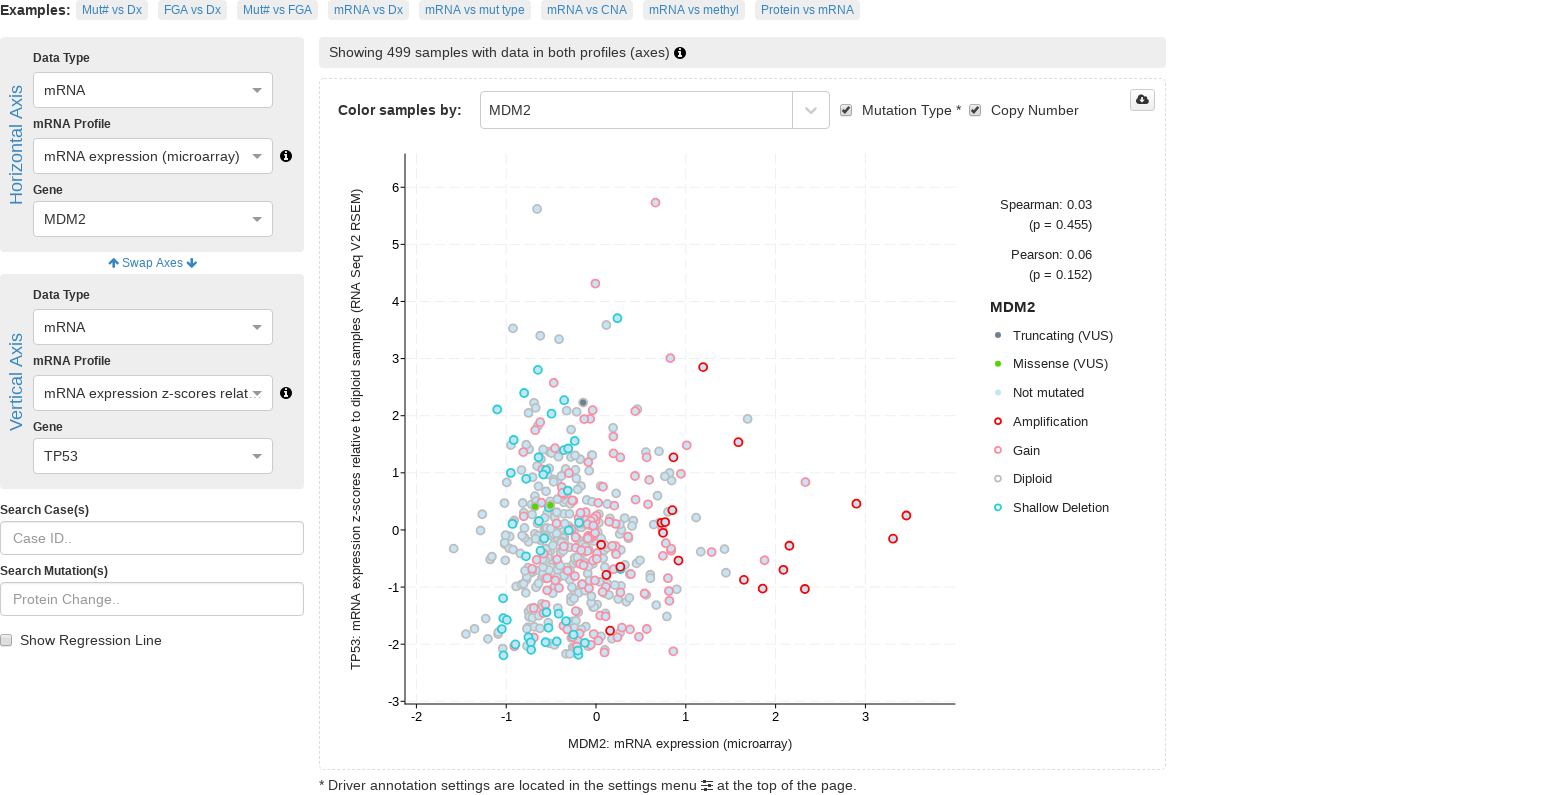 Examples: Mut# vs Dx FGA vs Dx Mut# vs FGA mRNA vs Dx mRNA vs mut type mRNA vs CNA mRNA vs methyl Protein vs mRNA
Horizontal Axis
Data Type
mRNA
mRNA Profile
mRNA expression (microarray)
Gene
MDM2
Swap Axes
Vertical Axis
Data Type
mRNA
mRNA Profile
mRNA expression z-scores relat...
Gene
TP53
Search Case(s)
Case ID..
Search Mutation(s)
Protein Change..
Show Regression Line
Showing 499 samples with data in both profiles (axes)
Color samples by: MDM2 Mutation Type * Copy Number
TP53: mRNA expression z-scores relative to diploid samples (RNA Seq V2 RSEM)
6
5
4
3
2
1
0
-1
-2
-3
-2 -1 0 1 2 3
MDM2: mRNA expression (microarray)
Spearman: 0.03
(p = 0.455)
Pearson: 0.06
(p = 0.152)
MDM2
Truncating (VUS)
Missense (VUS)
Not mutated
Amplification
Gain
Diploid
Shallow Deletion
* Driver annotation settings are located in the settings menu at the top of the page.